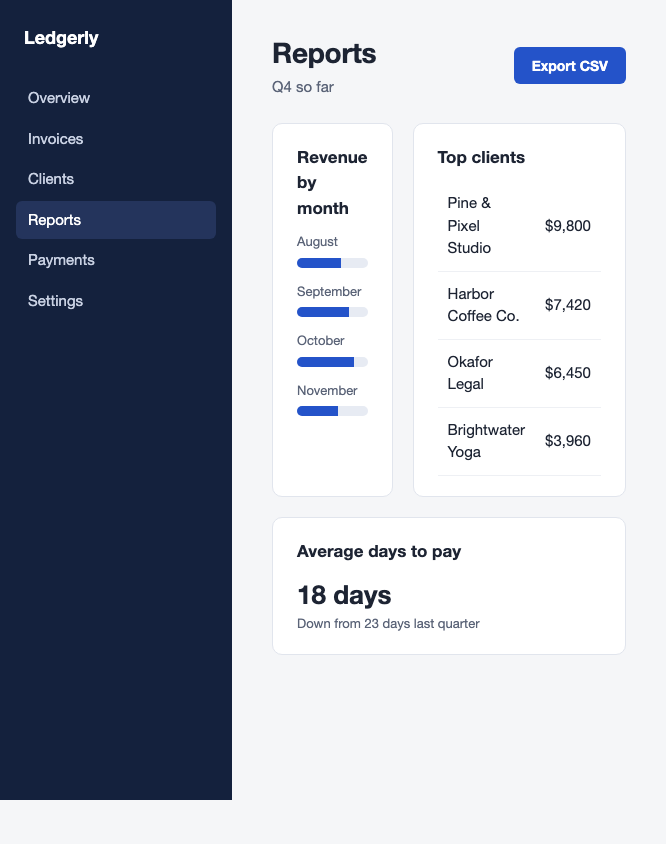 Ledgerly
Overview
Invoices
Clients
Reports
Payments
Settings
Reports
Q4 so far
Export CSV
Revenue
by
month
August
September
October
November
Top clients
Pine &
Pixel
Studio
$9,800
Harbor
Coffee Co.
$7,420
Okafor
Legal
$6,450
Brightwater
Yoga
$3,960
Average days to pay
18 days
Down from 23 days last quarter